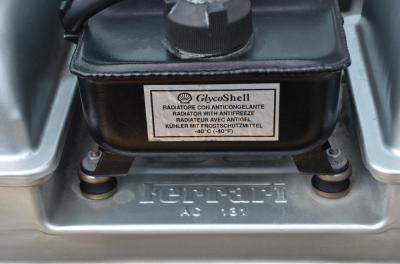 GlycoShell
RADIATORE CON ANTICONGELANTE
RADIATOR WITH ANTIFREEZE
RADIATEUR AVEC ANTIGEL
KÜHLER MIT FROSTSCHUTZMITTEL
-40°C (-40°F)
Ferrari
AC 131